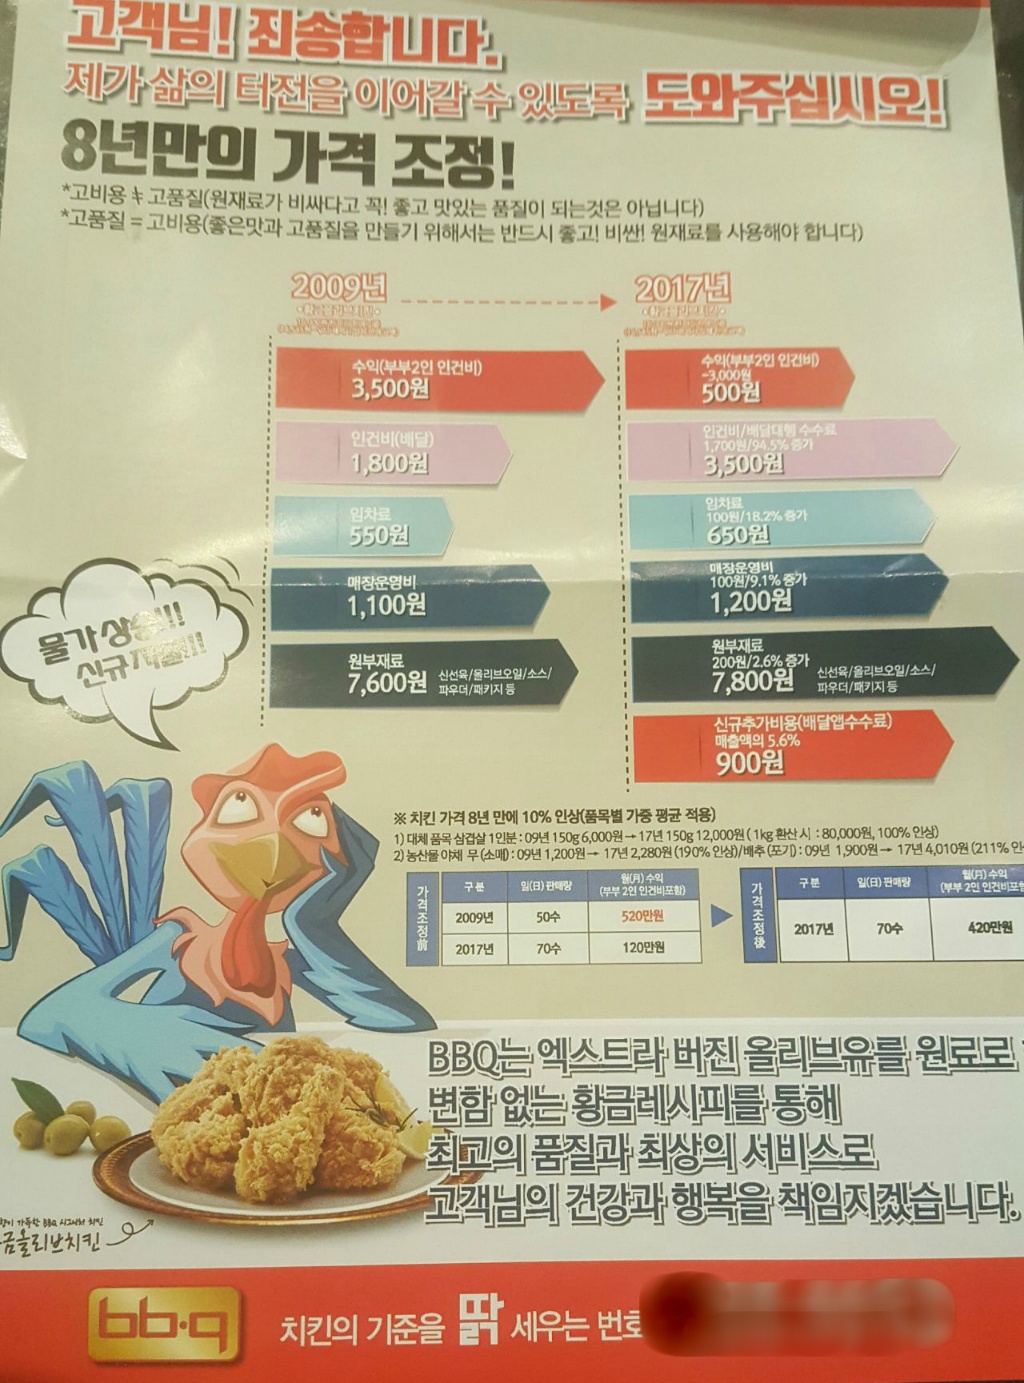 고객님! 죄송합니다.
제가 삶의 터전을 이어갈 수 있도록 도와주십시오!
8년만의 가격 조정!
*고비용 ≠ 고품질(원재료가 비싸다고 꼭! 좋고 맛있는 품질이 되는것은 아닙니다)
*고품질 = 고비용(좋은맛과 고품질을 만들기 위해서는 반드시 좋고! 비싼! 원재료를 사용해야 합니다)
2009년
2017년
수익(부부2인 인건비)
3,500원
인건비(배달)
1,800원
임차료
550원
매장운영비
1,100원
원부재료
7,600원 신선육/올리브오일/소스/
파우더/패키지 등
수익(부부2인 인건비)
-3,000원
500원
인건비/배달대행 수수료
1,700원/94.5% 증가
3,500원
임차료
100원/18.2% 증가
650원
매장운영비
100원/9.1% 증가
1,200원
원부재료
200원/2.6% 증가
7,800원 신선육/올리브오일/소스/
파우더/패키지 등
신규추가비용(배달앱수수료)
매출액의 5.6%
900원
물가상승!!!
신규
※ 치킨 가격 8년 만에 10% 인상(품목별 가중 평균 적용)
1) 대체 품목 삼겹살 1인분 : 09년 150g 6,000원 → 17년 150g 12,000원 ( 1kg 환산 시 : 80,000원, 100% 인상)
2) 농산물 야채 무 (소매) : 09년 1,200원 → 17년 2,280원 (190% 인상)/배추 (포기) : 09년 1,900원 → 17년 4,010원 (211% 인
가격조정前
구 분 일(日) 판매량 월(月) 수익
(부부 2인 인건비포함)
2009년 50수 520만원
2017년 70수 120만원
가격조정後
구 분 일(日) 판매량 월(月) 수익
(부부 2인 인건비포함
2017년 70수 420만원
BBQ는 엑스트라 버진 올리브유를 원료로
변함 없는 황금레시피를 통해
최고의 품질과 최상의 서비스로
고객님의 건강과 행복을 책임지겠습니다.
가득한 BBQ 시그니처 치킨
금올리브치킨
bb·q
치킨의 기준을 딹 세우는 번호